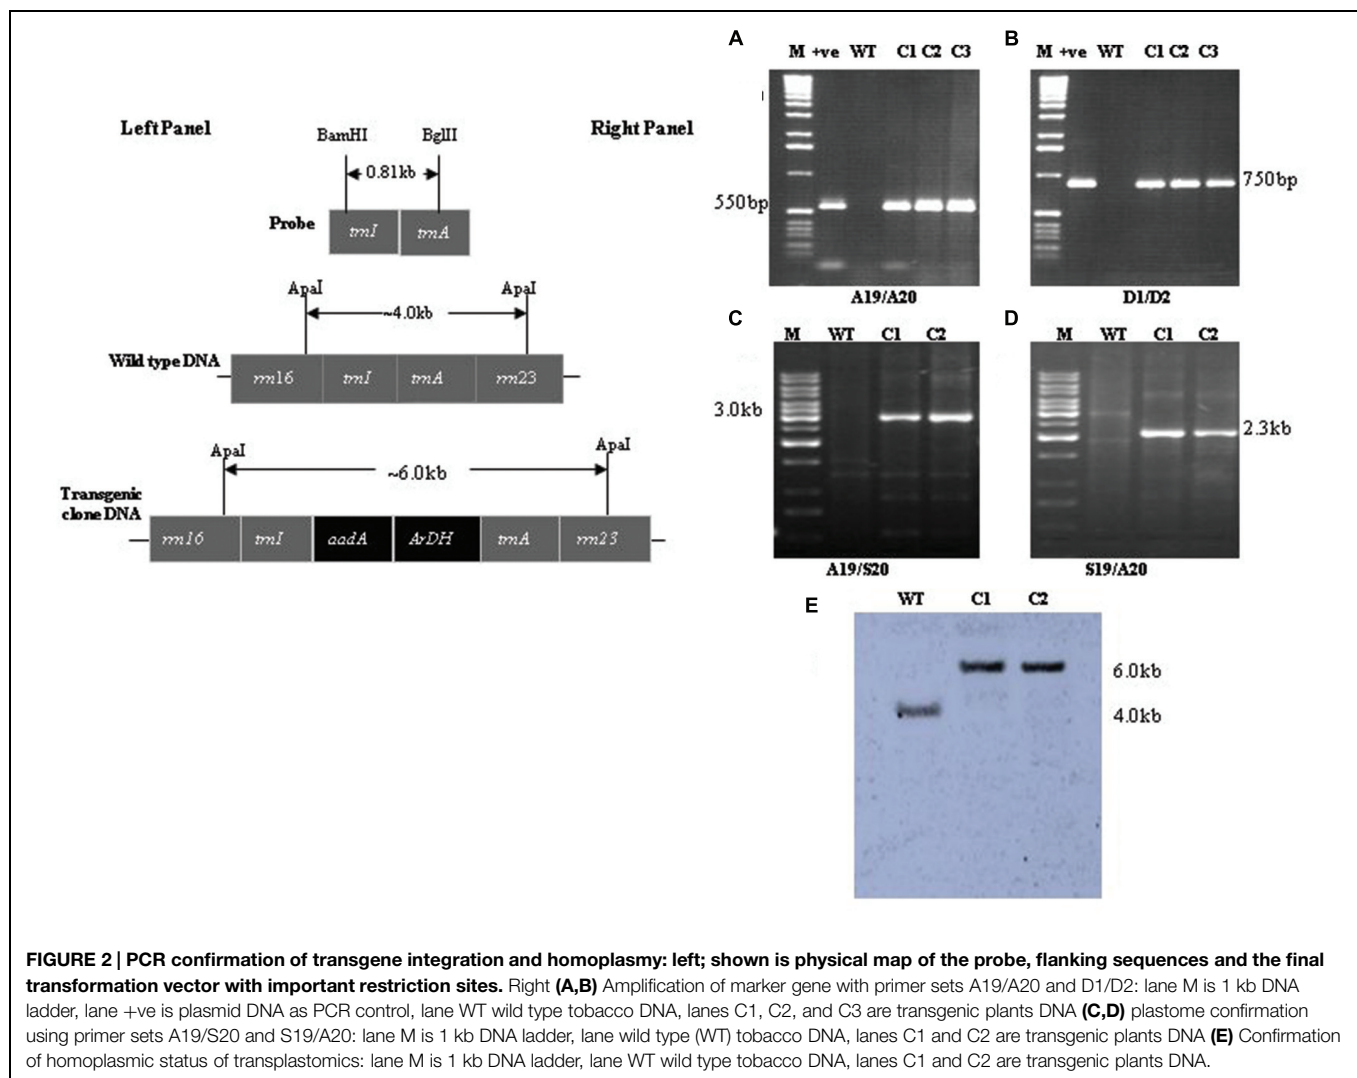 Left Panel
Right Panel
BamHI
BglII
0.81kb
Probe
trnI
trnA
ApaI
ApaI
~4.0kb
Wild type DNA
rrn16
trnI
trnA
rrn23
ApaI
ApaI
~6.0kb
Transgenic
clone DNA
rrn16
trnI
aadA
ArDH
trnA
rrn23
A
M +ve WT C1 C2 C3
550bp
A19/A20
B
M +ve WT C1 C2 C3
750bp
D1/D2
C
M WT C1 C2
3.0kb
A19/S20
D
M WT C1 C2
2.3kb
S19/A20
E
WT C1 C2
6.0kb
4.0kb
FIGURE 2 | PCR confirmation of transgene integration and homoplasmy: left; shown is physical map of the probe, flanking sequences and the final
transformation vector with important restriction sites. Right (A,B) Amplification of marker gene with primer sets A19/A20 and D1/D2: lane M is 1 kb DNA
ladder, lane +ve is plasmid DNA as PCR control, lane WT wild type tobacco DNA, lanes C1, C2, and C3 are transgenic plants DNA (C,D) plastome confirmation
using primer sets A19/S20 and S19/A20: lane M is 1 kb DNA ladder, lane wild type (WT) tobacco DNA, lanes C1 and C2 are transgenic plants DNA (E) Confirmation
of homoplasmic status of transplastomics: lane M is 1 kb DNA ladder, lane WT wild type tobacco DNA, lanes C1 and C2 are transgenic plants DNA.